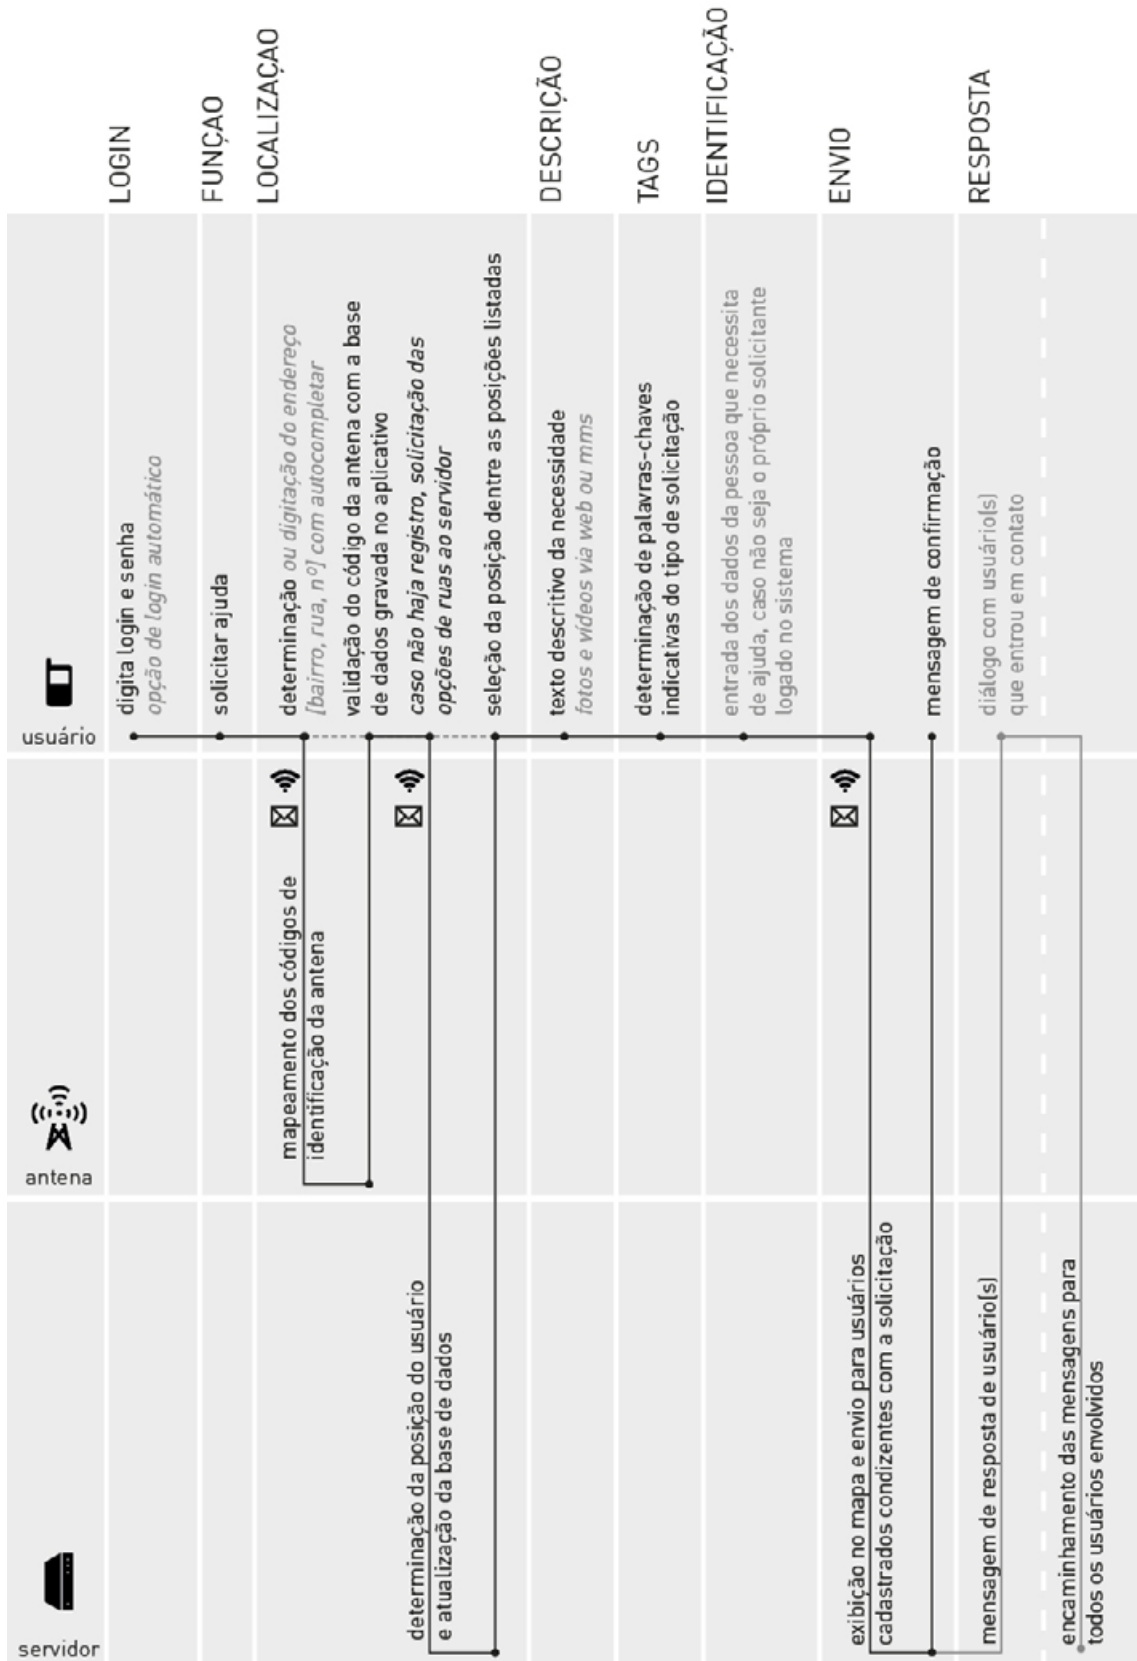 usuário
antena
servidor
LOGIN
digita login e senha
opção de login automático
FUNÇÃO
solicitar ajuda
LOCALIZAÇÃO
determinação ou digitação do endereço
[bairro, rua, nº] com autocompletar
mapeamento dos códigos de
identificação da antena
validação do código da antena com a base
de dados gravada no aplicativo
caso não haja registro, solicitação das
opções de ruas ao servidor
determinação da posição do usuário
e atualização da base de dados
seleção da posição dentre as posições listadas
DESCRIÇÃO
texto descritivo da necessidade
fotos e vídeos via web ou mms
TAGS
determinação de palavras-chaves
indicativas do tipo de solicitação
IDENTIFICAÇÃO
entrada dos dados da pessoa que necessita
de ajuda, caso não seja o próprio solicitante
logado no sistema
ENVIO
exibição no mapa e envio para usuários
cadastrados condizentes com a solicitação
mensagem de confirmação
RESPOSTA
mensagem de resposta de usuário(s)
diálogo com usuário(s)
que entrou em contato
encaminhamento das mensagens para
todos os usuários envolvidos